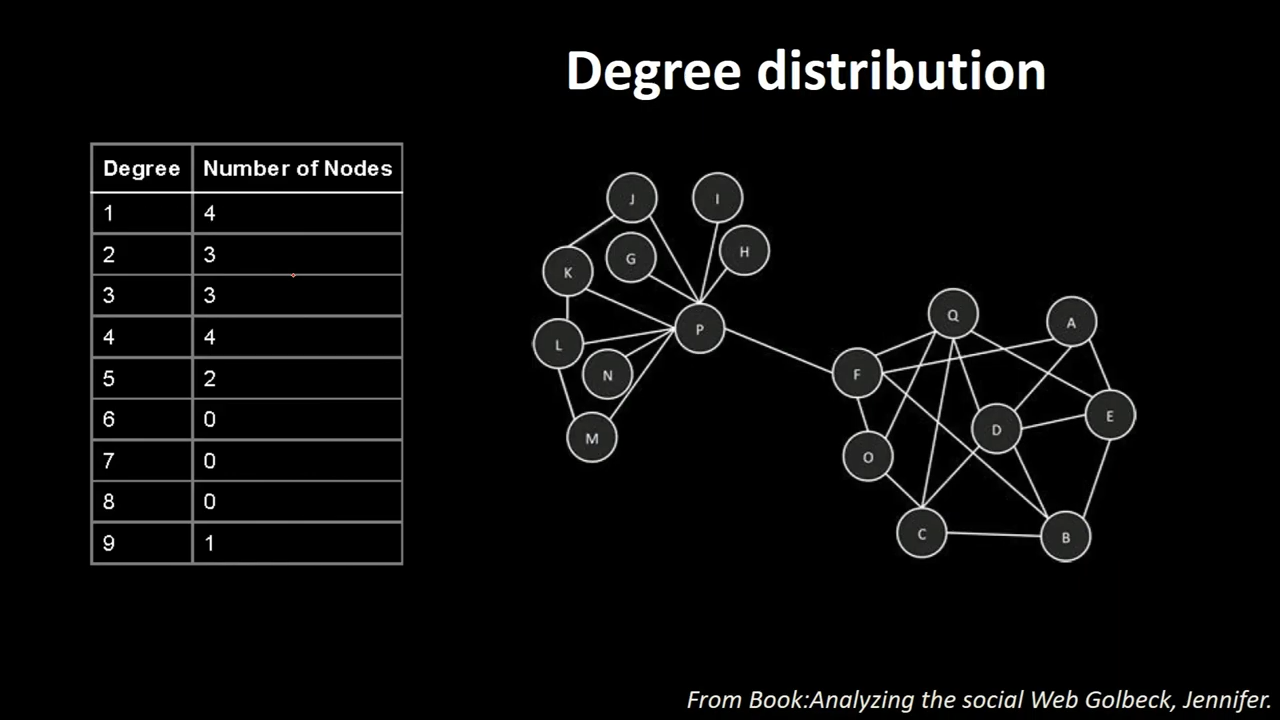 Degree distribution
Degree Number of Nodes
1 4
2 3
3 3
4 4
5 2
6 0
7 0
8 0
9 1
J
I
G
H
K
P
L
N
M
Q
A
F
E
D
O
C
B
From Book:Analyzing the social Web Golbeck, Jennifer.